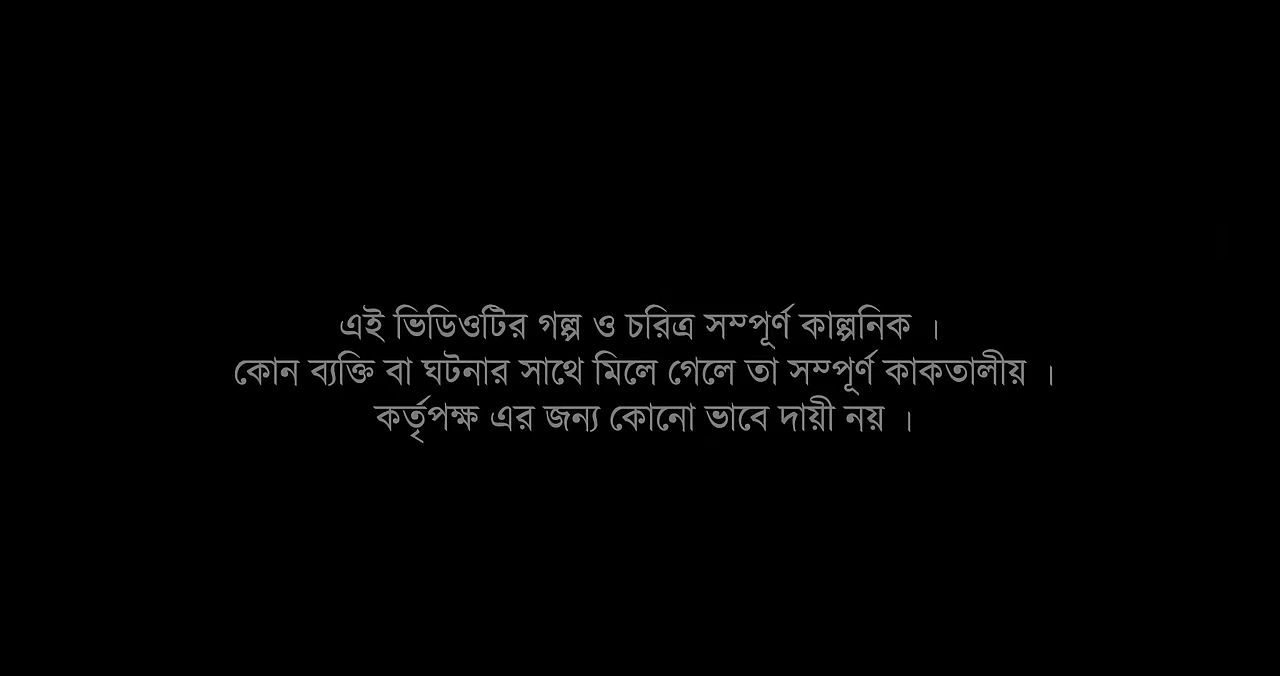 এই ভিডিওটির গল্প ও চরিত্র সম্পূর্ণ কাল্পনিক ।
কোন ব্যক্তি বা ঘটনার সাথে মিলে গেলে তা সম্পূর্ণ কাকতালীয় ।
কর্তৃপক্ষ এর জন্য কোনো ভাবে দায়ী নয় ।